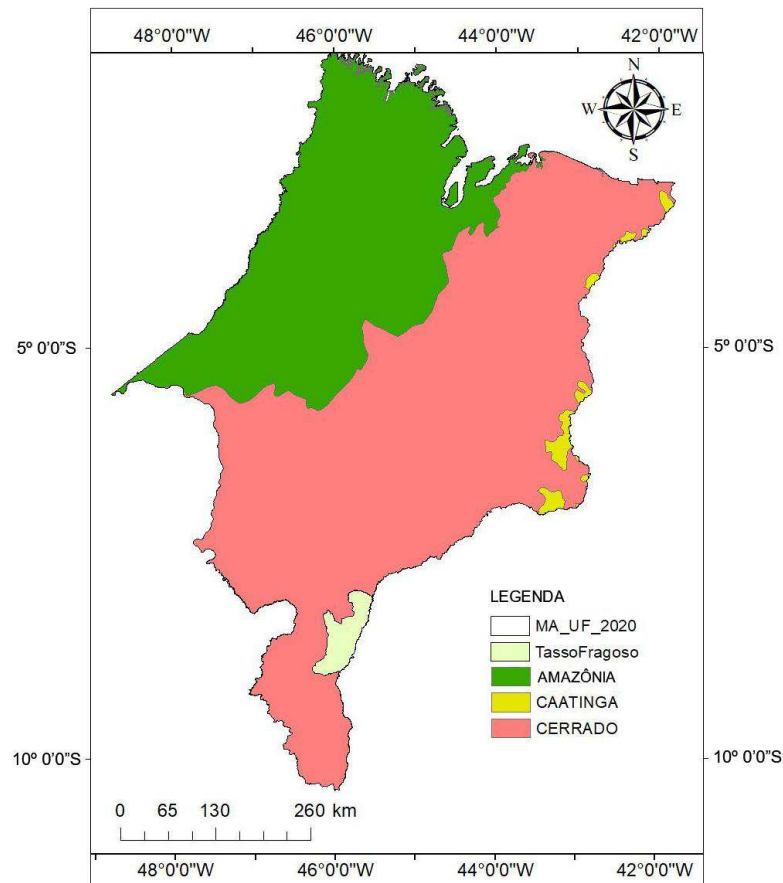 48°0'0"W 46°0'0"W 44°0'0"W 42°0'0"W
N
W E
S
5º 0'0"S 5º 0'0"S
LEGENDA
MA_UF_2020
TassoFragoso
AMAZÔNIA
CAATINGA
CERRADO
10º 0'0"S 10º 0'0"S
0 65 130 260 km
48°0'0"W 46°0'0"W 44°0'0"W 42°0'0"W